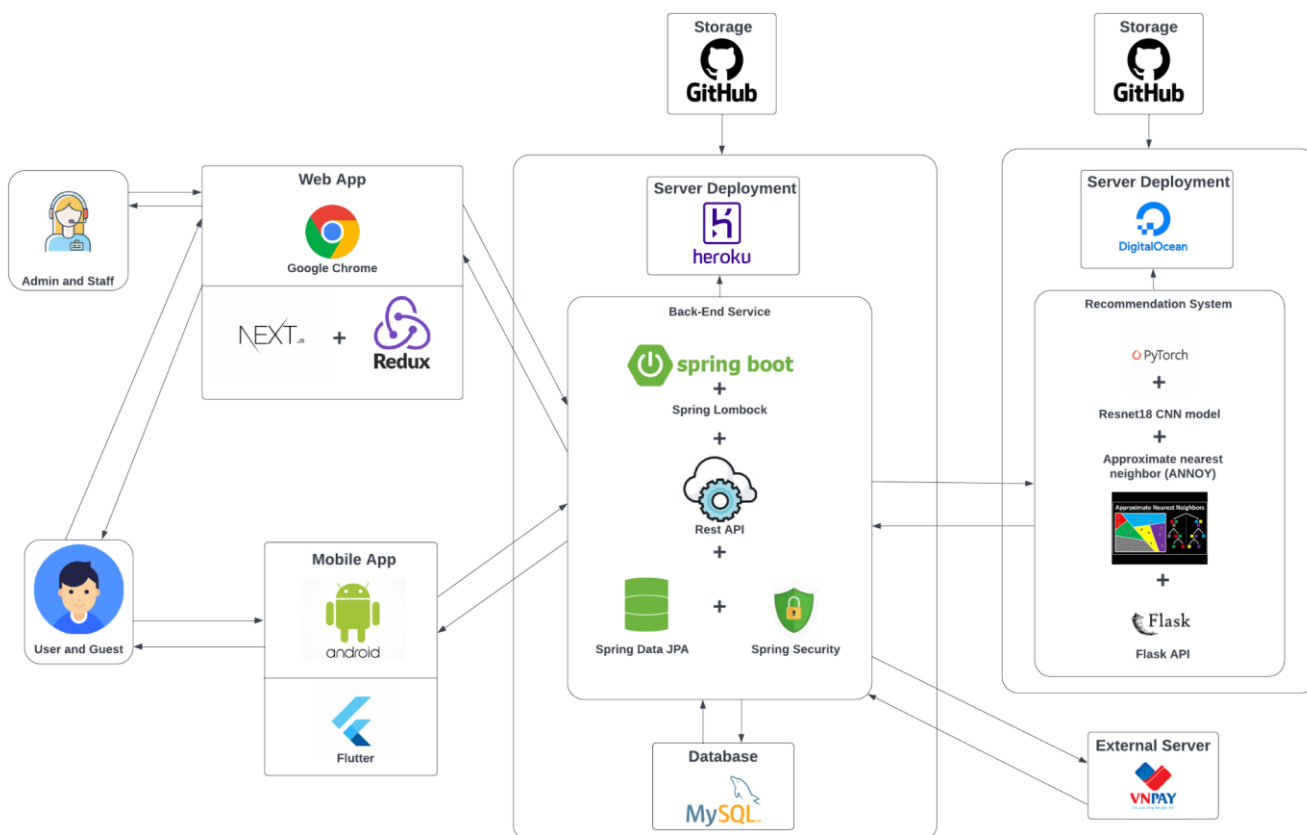 Storage
GitHub
Storage
GitHub
Web App
Google Chrome
NEXT.JS
+
Redux
Admin and Staff
User and Guest
Mobile App
android
Flutter
Server Deployment
heroku
Back-End Service
spring boot
+
Spring Lombock
+
Rest API
+
Spring Data JPA
+
Spring Security
Database
MySQL
Server Deployment
DigitalOcean
Recommendation System
PyTorch
+
Resnet18 CNN model
+
Approximate nearest
neighbor (ANNOY)
Approximate Nearest Neighbors
+
Flask
Flask API
External Server
VNPAY